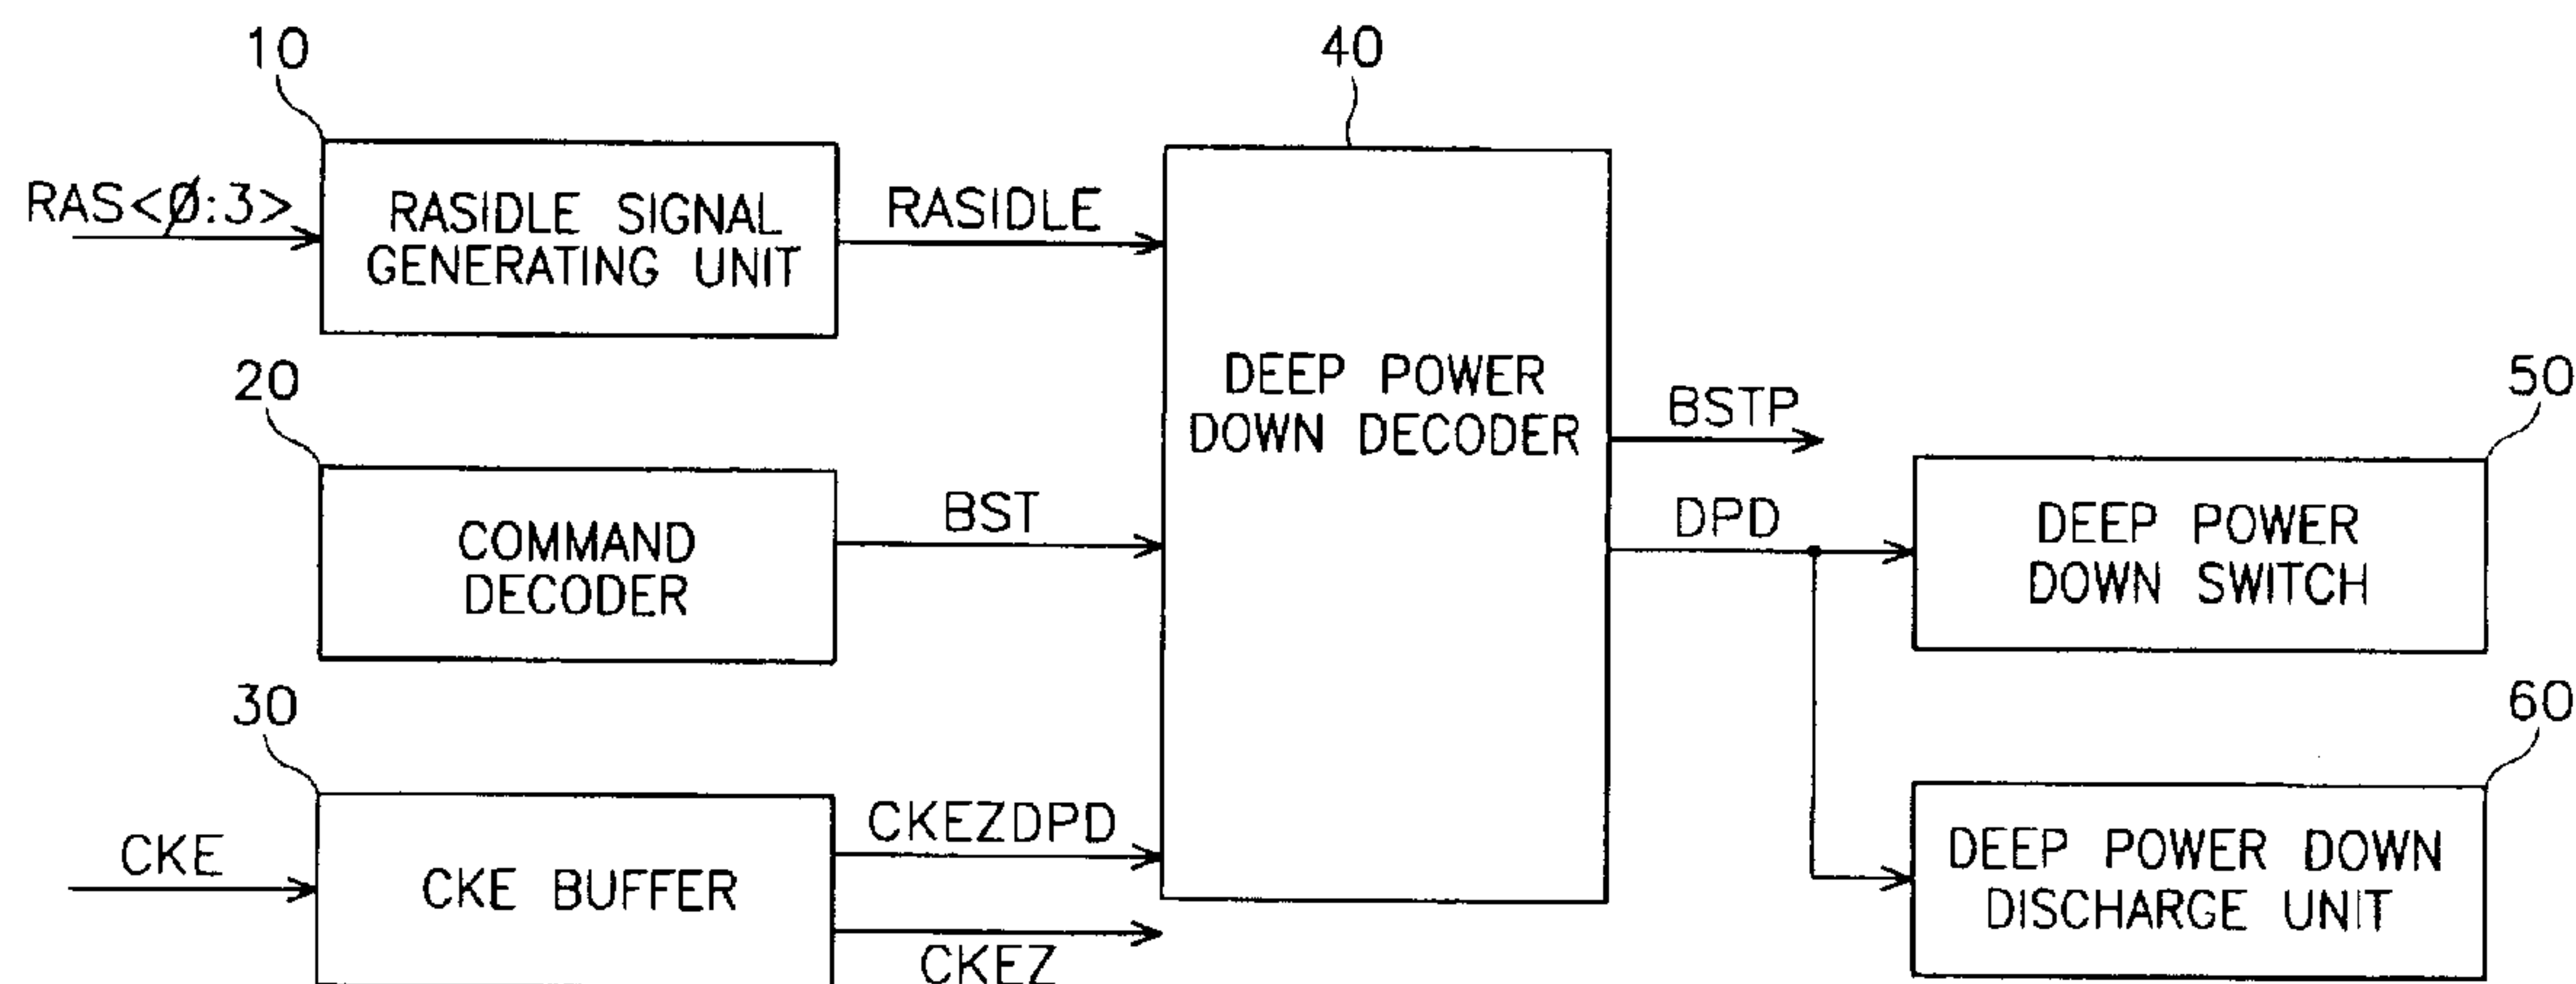 10
40
RAS<Ø:3>
RASIDLE SIGNAL
GENERATING UNIT
RASIDLE
20
COMMAND
DECODER
BST
DEEP POWER
DOWN DECODER
BSTP
DPD
50
DEEP POWER
DOWN SWITCH
30
CKE
CKE BUFFER
CKEZDPD
CKEZ
60
DEEP POWER DOWN
DISCHARGE UNIT